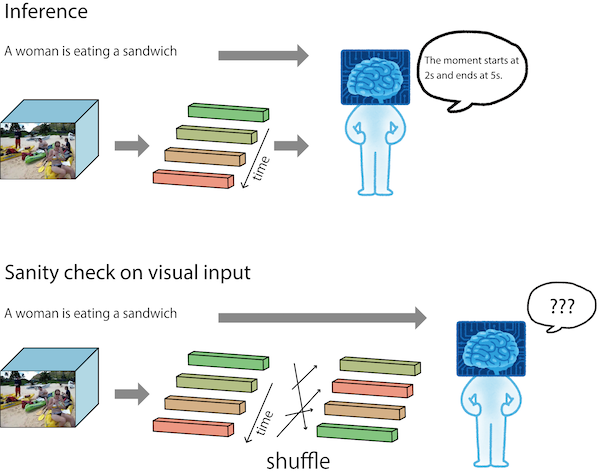 Inference
A woman is eating a sandwich
The moment starts at
2s and ends at 5s.
time
Sanity check on visual input
A woman is eating a sandwich
???
time
shuffle